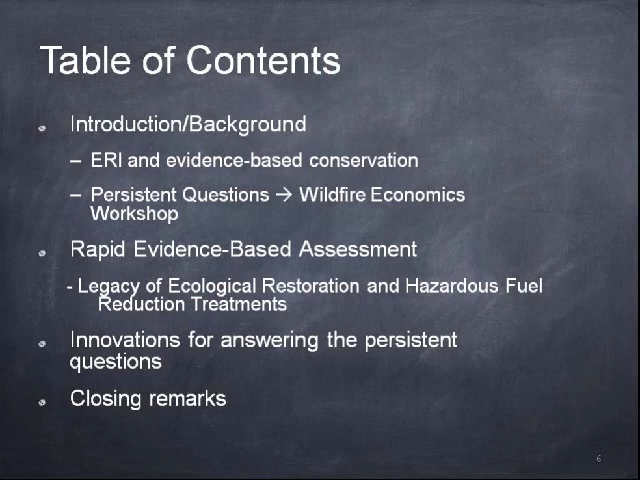 Table of Contents
Introduction/Background
– ERI and evidence-based conservation
– Persistent Questions → Wildfire Economics
Workshop
Rapid Evidence-Based Assessment
- Legacy of Ecological Restoration and Hazardous Fuel
Reduction Treatments
Innovations for answering the persistent
questions
Closing remarks
6